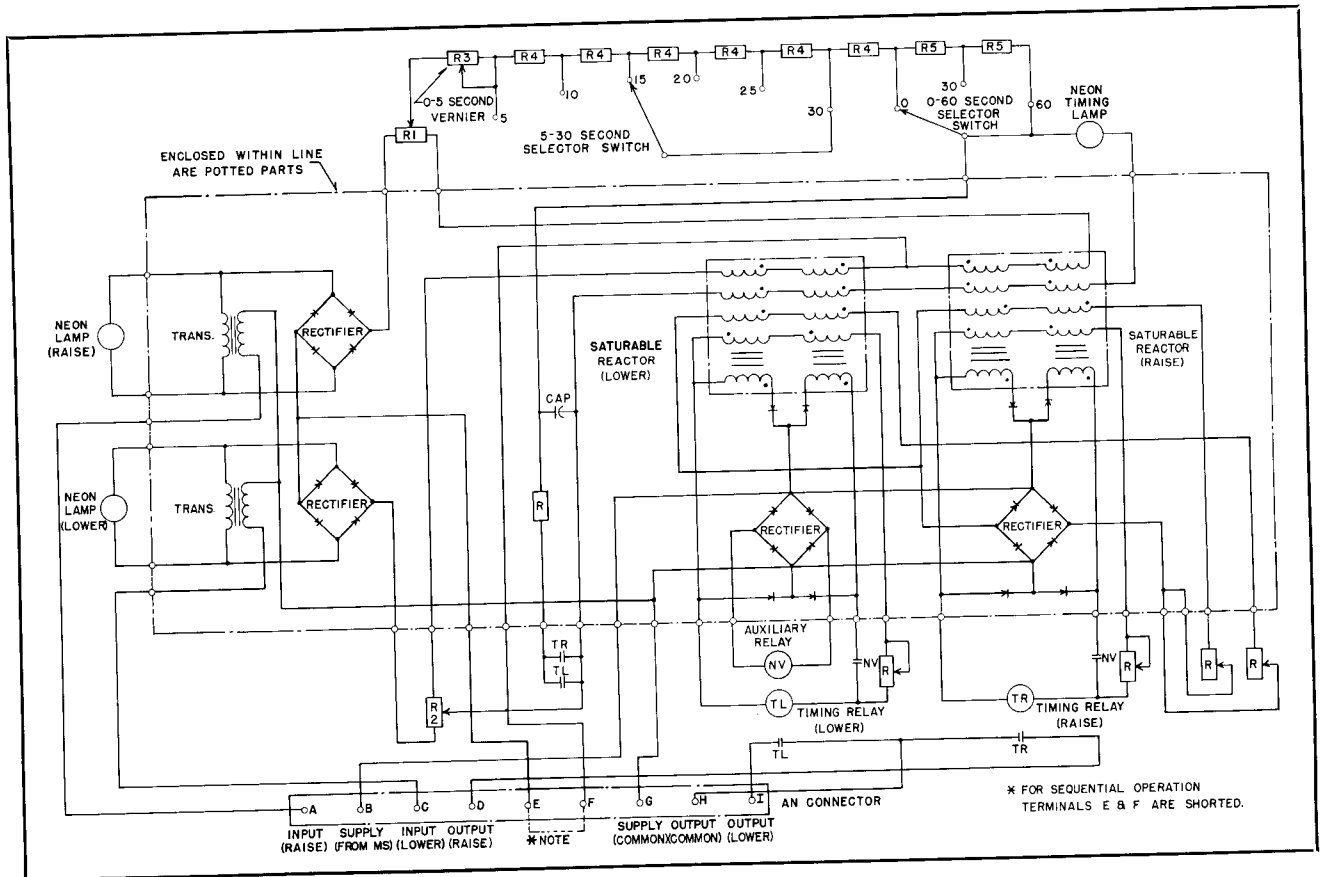 R3 R4 R4 R4 R4 R4 R4 R5 R5
5 10 15 20 25 30 0 30 60
0-5 SECOND
VERNIER
5-30 SECOND
SELECTOR SWITCH
0-60 SECOND
SELECTOR
SWITCH
NEON
TIMING
LAMP
R1
ENCLOSED WITHIN LINE
ARE POTTED PARTS
NEON
LAMP
(RAISE)
TRANS.
RECTIFIER
SATURABLE
REACTOR
(LOWER)
SATURABLE
REACTOR
(RAISE)
CAP
R
NEON
LAMP
(LOWER)
TRANS.
RECTIFIER
RECTIFIER
RECTIFIER
TR
TL
AUXILIARY
RELAY
NV
NV
R
TL
TIMING RELAY
(LOWER)
NV
R
R
R
TR
TIMING RELAY
(RAISE)
R
2
TL
TR
A B C D E F G H I
AN CONNECTOR
INPUT
(RAISE)
SUPPLY
(FROM MS)
INPUT
(LOWER)
OUTPUT
(RAISE)
* NOTE
SUPPLY
(COMMON)
OUTPUT
(COMMON)
OUTPUT
(LOWER)
* FOR SEQUENTIAL OPERATION
TERMINALS E & F ARE SHORTED.